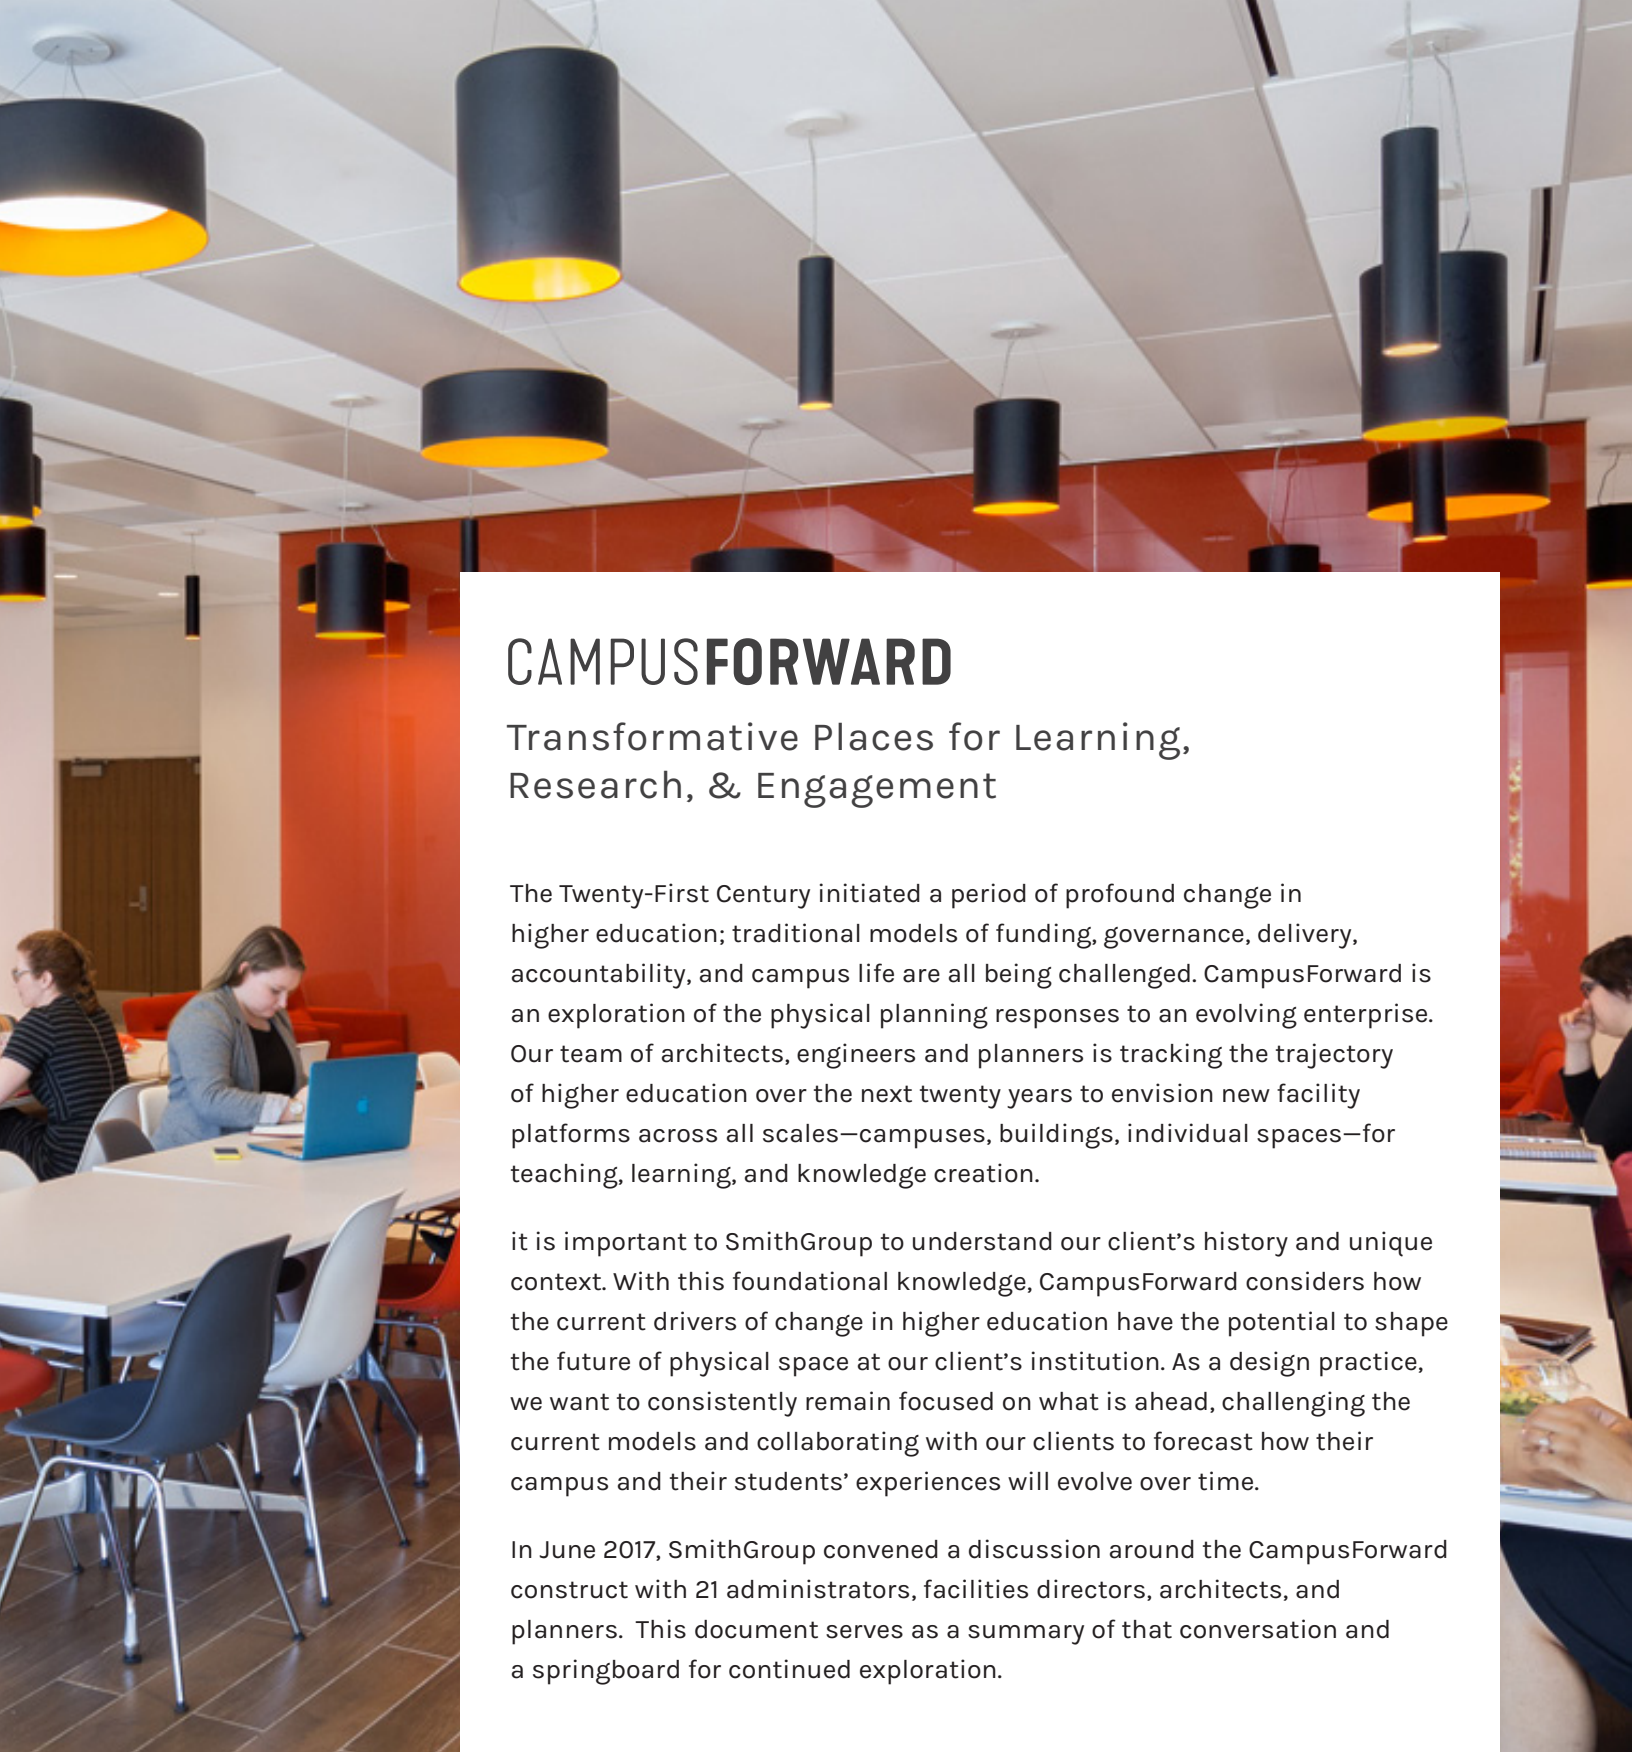 CAMPUSFORWARD
Transformative Places for Learning,
Research, & Engagement
The Twenty-First Century initiated a period of profound change in
higher education; traditional models of funding, governance, delivery,
accountability, and campus life are all being challenged. CampusForward is
an exploration of the physical planning responses to an evolving enterprise.
Our team of architects, engineers and planners is tracking the trajectory
of higher education over the next twenty years to envision new facility
platforms across all scales—campuses, buildings, individual spaces—for
teaching, learning, and knowledge creation.
it is important to SmithGroup to understand our client’s history and unique
context. With this foundational knowledge, CampusForward considers how
the current drivers of change in higher education have the potential to shape
the future of physical space at our client’s institution. As a design practice,
we want to consistently remain focused on what is ahead, challenging the
current models and collaborating with our clients to forecast how their
campus and their students’ experiences will evolve over time.
In June 2017, SmithGroup convened a discussion around the CampusForward
construct with 21 administrators, facilities directors, architects, and
planners.  This document serves as a summary of that conversation and
a springboard for continued exploration.